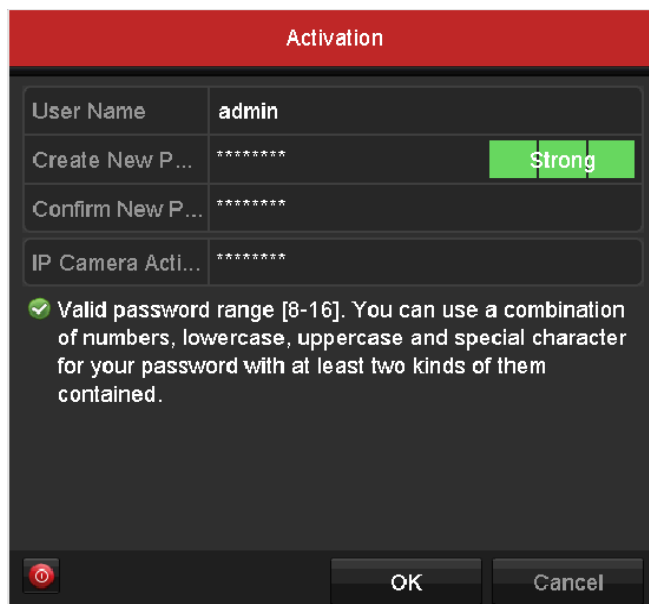 Activation
User Name admin
Create New P... ******** Strong
Confirm New P... ********
IP Camera Acti... ********
Valid password range [8-16]. You can use a combination
of numbers, lowercase, uppercase and special character
for your password with at least two kinds of them
contained.
OK Cancel